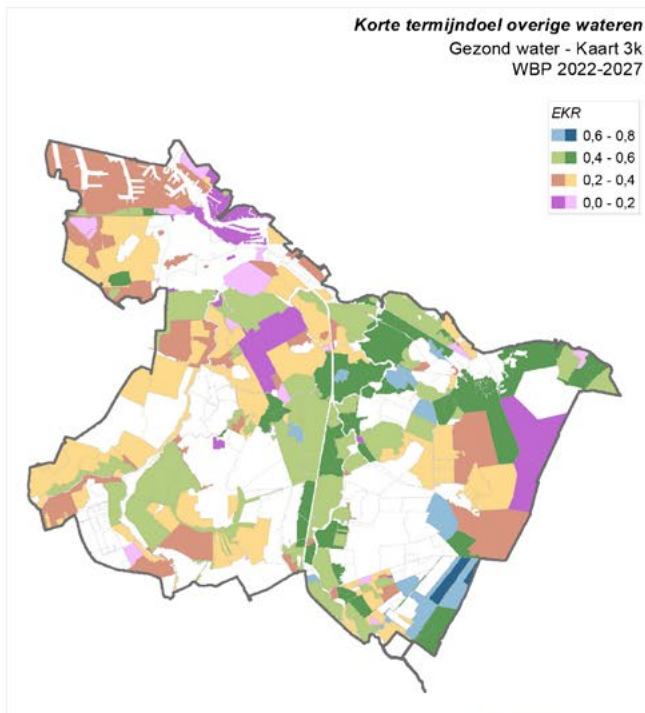 Korte termijndoel overige wateren
Gezond water - Kaart 3k
WBP 2022-2027
EKR
0,6 - 0,8
0,4 - 0,6
0,2 - 0,4
0,0 - 0,2